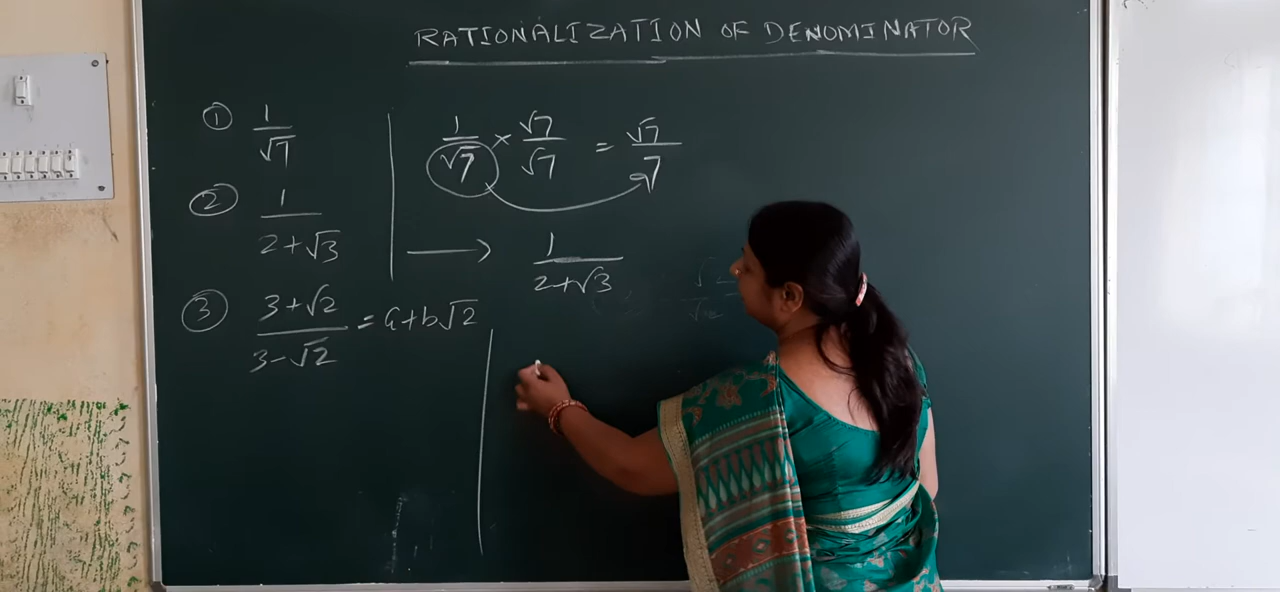 RATIONALIZATION OF DENOMINATOR
① 1/√7
1/√7 × √7/√7 = √7/7
② 1/(2+√3)
→ 1/(2+√3)
③ (3+√2)/(3-√2) = a+b√2